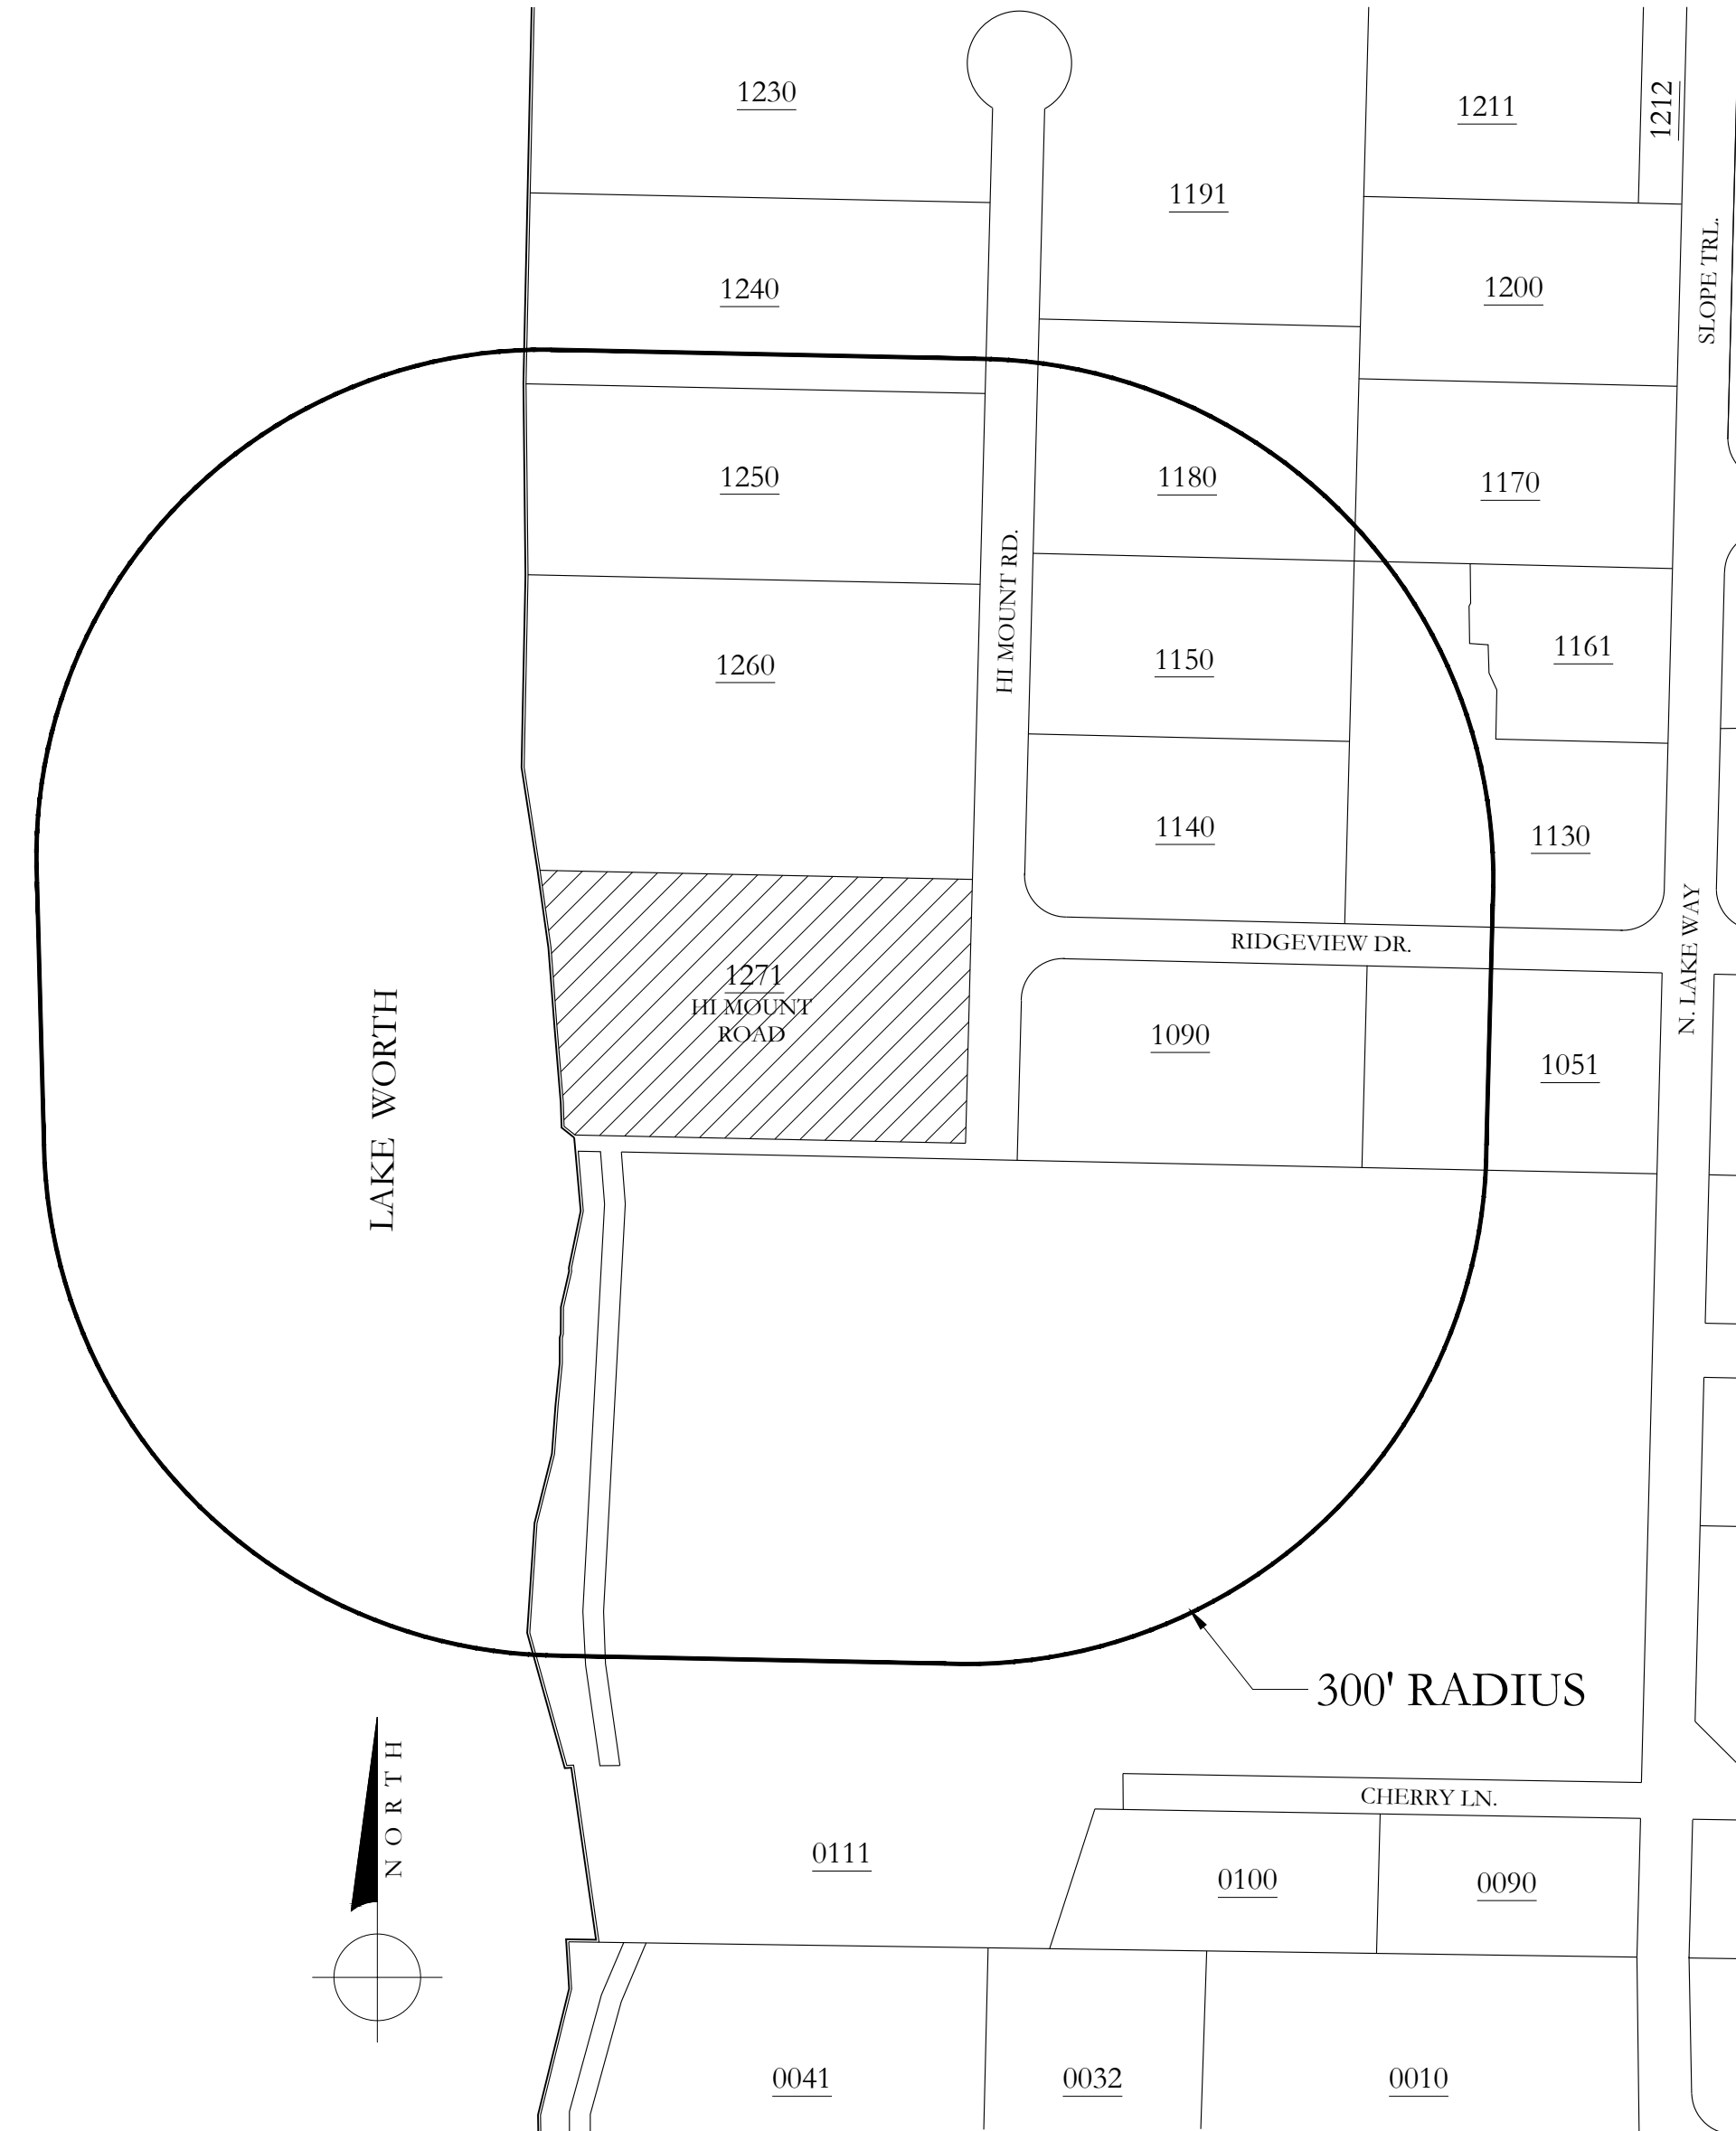 1230
1211
1212
1191
1240
1200
SLOPE TRL.
1250
1180
1170
HI MOUNT RD.
1260
1150
1161
1140
1130
RIDGEVIEW DR.
N. LAKE WAY
1271
HI MOUNT
ROAD
LAKE WORTH
1090
1051
300' RADIUS
NORTH
CHERRY LN.
0111
0100
0090
0041
0032
0010